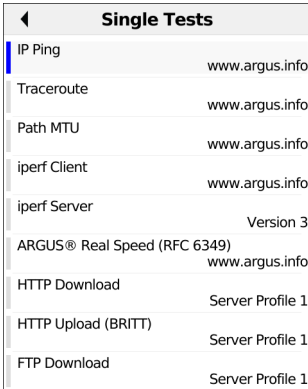 Single Tests
IP Ping
www.argus.info
Traceroute
www.argus.info
Path MTU
www.argus.info
iperf Client
www.argus.info
iperf Server
Version 3
ARGUS® Real Speed (RFC 6349)
www.argus.info
HTTP Download
Server Profile 1
HTTP Upload (BRITT)
Server Profile 1
FTP Download
Server Profile 1